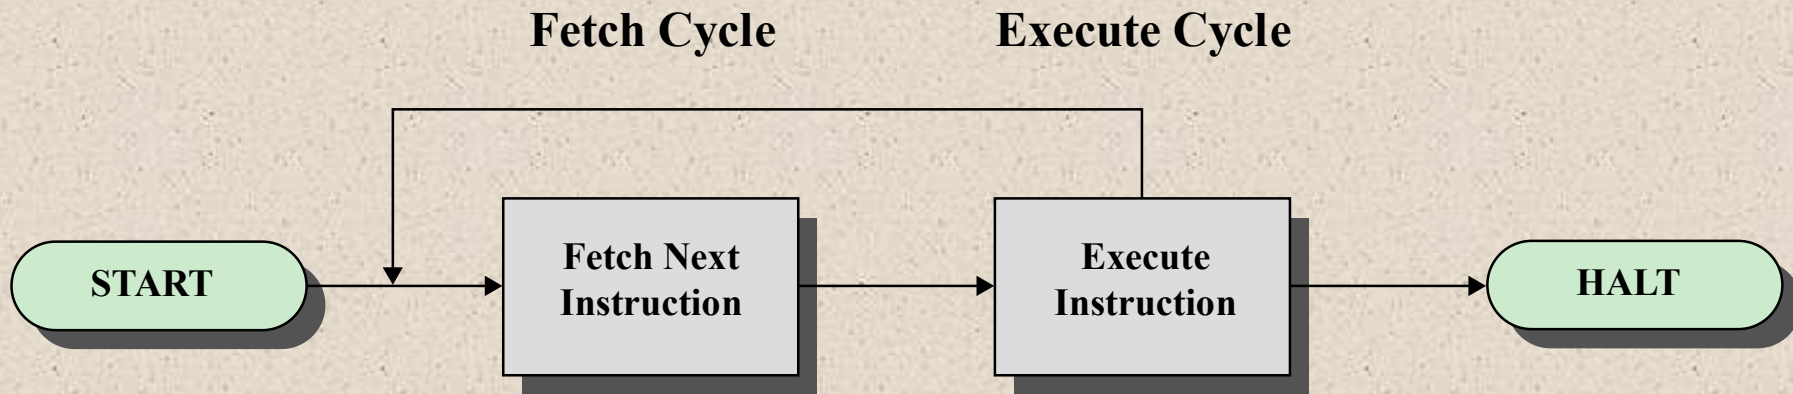 Fetch Cycle
Execute Cycle
START
Fetch Next
Instruction
Execute
Instruction
HALT